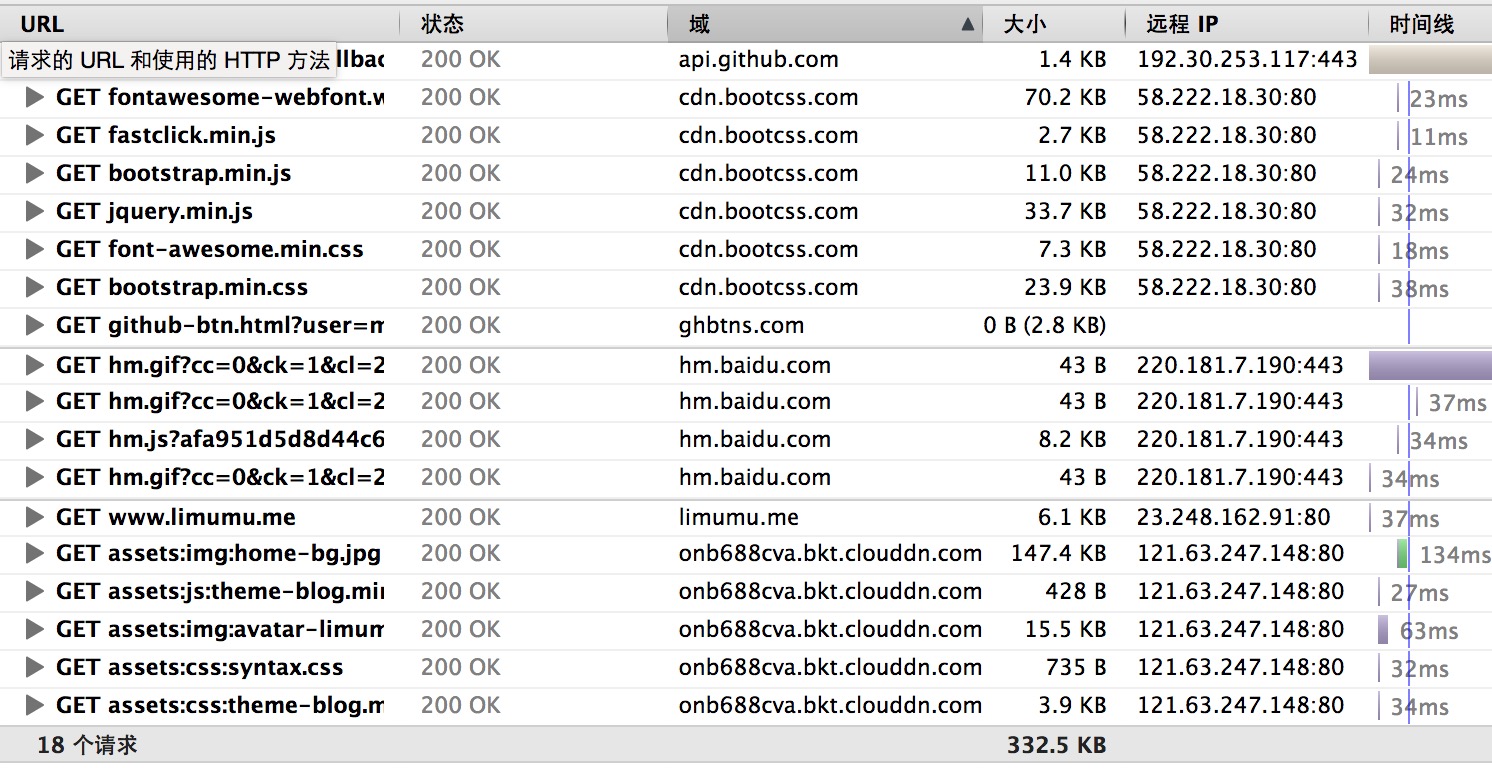 URL 状态 域 大小 远程 IP 时间线
请求的 URL 和使用的 HTTP 方法 200 OK api.github.com 1.4 KB 192.30.253.117:443
GET fontawesome-webfont.w 200 OK cdn.bootcss.com 70.2 KB 58.222.18.30:80 23ms
GET fastclick.min.js 200 OK cdn.bootcss.com 2.7 KB 58.222.18.30:80 11ms
GET bootstrap.min.js 200 OK cdn.bootcss.com 11.0 KB 58.222.18.30:80 24ms
GET jquery.min.js 200 OK cdn.bootcss.com 33.7 KB 58.222.18.30:80 32ms
GET font-awesome.min.css 200 OK cdn.bootcss.com 7.3 KB 58.222.18.30:80 18ms
GET bootstrap.min.css 200 OK cdn.bootcss.com 23.9 KB 58.222.18.30:80 38ms
GET github-btn.html?user=m 200 OK ghbtns.com 0 B (2.8 KB)
GET hm.gif?cc=0&ck=1&cl=2 200 OK hm.baidu.com 43 B 220.181.7.190:443
GET hm.gif?cc=0&ck=1&cl=2 200 OK hm.baidu.com 43 B 220.181.7.190:443 37ms
GET hm.js?afa951d5d8d44c6 200 OK hm.baidu.com 8.2 KB 220.181.7.190:443 34ms
GET hm.gif?cc=0&ck=1&cl=2 200 OK hm.baidu.com 43 B 220.181.7.190:443 34ms
GET www.limumu.me 200 OK limumu.me 6.1 KB 23.248.162.91:80 37ms
GET assets:img:home-bg.jpg 200 OK onb688cva.bkt.clouddn.com 147.4 KB 121.63.247.148:80 134ms
GET assets:js:theme-blog.min 200 OK onb688cva.bkt.clouddn.com 428 B 121.63.247.148:80 27ms
GET assets:img:avatar-limum 200 OK onb688cva.bkt.clouddn.com 15.5 KB 121.63.247.148:80 63ms
GET assets:css:syntax.css 200 OK onb688cva.bkt.clouddn.com 735 B 121.63.247.148:80 32ms
GET assets:css:theme-blog.m 200 OK onb688cva.bkt.clouddn.com 3.9 KB 121.63.247.148:80 34ms
18 个请求 332.5 KB